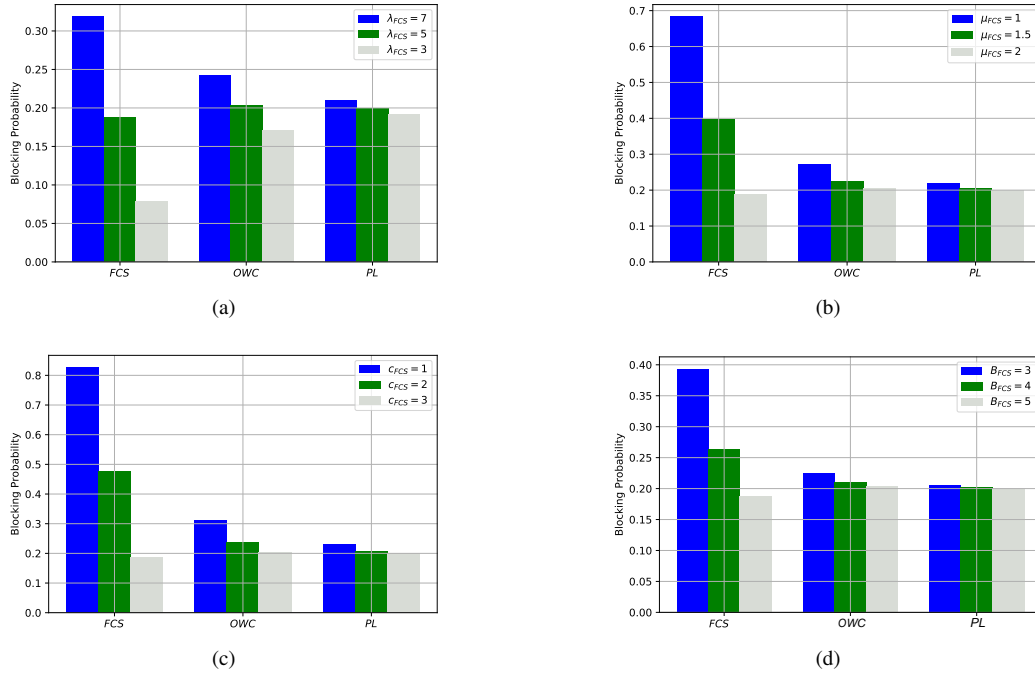 0.30
0.25
0.20
0.15
0.10
0.05
0.00
Blocking Probability
λFCS = 7
λFCS = 5
λFCS = 3
FCS OWC PL
(a)
0.7
0.6
0.5
0.4
0.3
0.2
0.1
0.0
Blocking Probability
μFCS = 1
μFCS = 1.5
μFCS = 2
FCS OWC PL
(b)
0.8
0.7
0.6
0.5
0.4
0.3
0.2
0.1
0.0
Blocking Probability
cFCS = 1
cFCS = 2
cFCS = 3
FCS OWC PL
(c)
0.40
0.35
0.30
0.25
0.20
0.15
0.10
0.05
0.00
Blocking Probability
BFCS = 3
BFCS = 4
BFCS = 5
FCS OWC PL
(d)